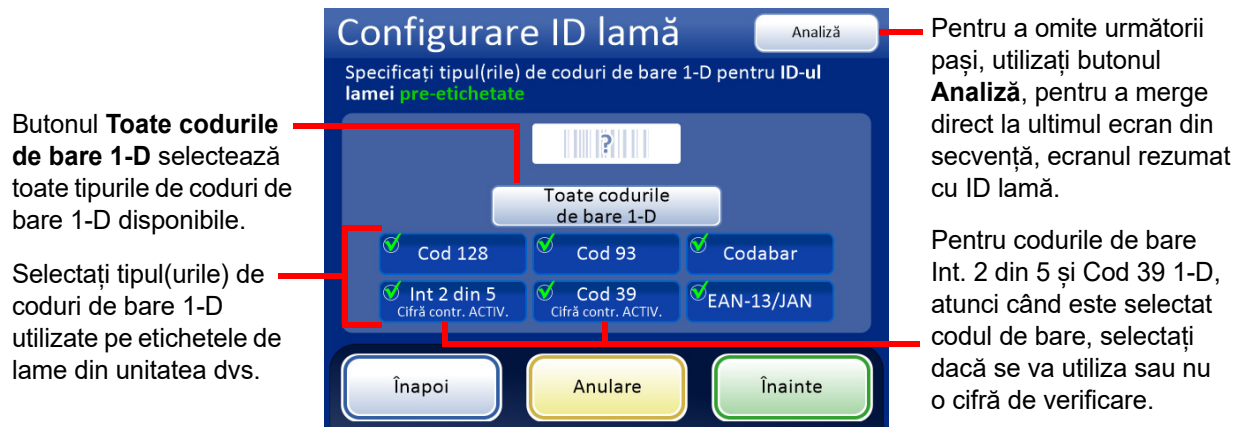 Butonul Toate codurile
de bare 1-D selectează
toate tipurile de coduri de
bare 1-D disponibile.
Selectați tipul(urile) de
coduri de bare 1-D
utilizate pe etichetele de
lame din unitatea dvs.
Configurare ID lamă
Analiză
Specificați tipul(rile) de coduri de bare 1-D pentru ID-ul
lamei pre-etichetate
?
Toate codurile
de bare 1-D
Cod 128
Cod 93
Codabar
Int 2 din 5
Cifră contr. ACTIV.
Cod 39
Cifră contr. ACTIV.
EAN-13/JAN
Înapoi
Anulare
Înainte
Pentru a omite următorii
pași, utilizați butonul
Analiză, pentru a merge
direct la ultimul ecran din
secvență, ecranul rezumat
cu ID lamă.
Pentru codurile de bare
Int. 2 din 5 și Cod 39 1-D,
atunci când este selectat
codul de bare, selectați
dacă se va utiliza sau nu
o cifră de verificare.